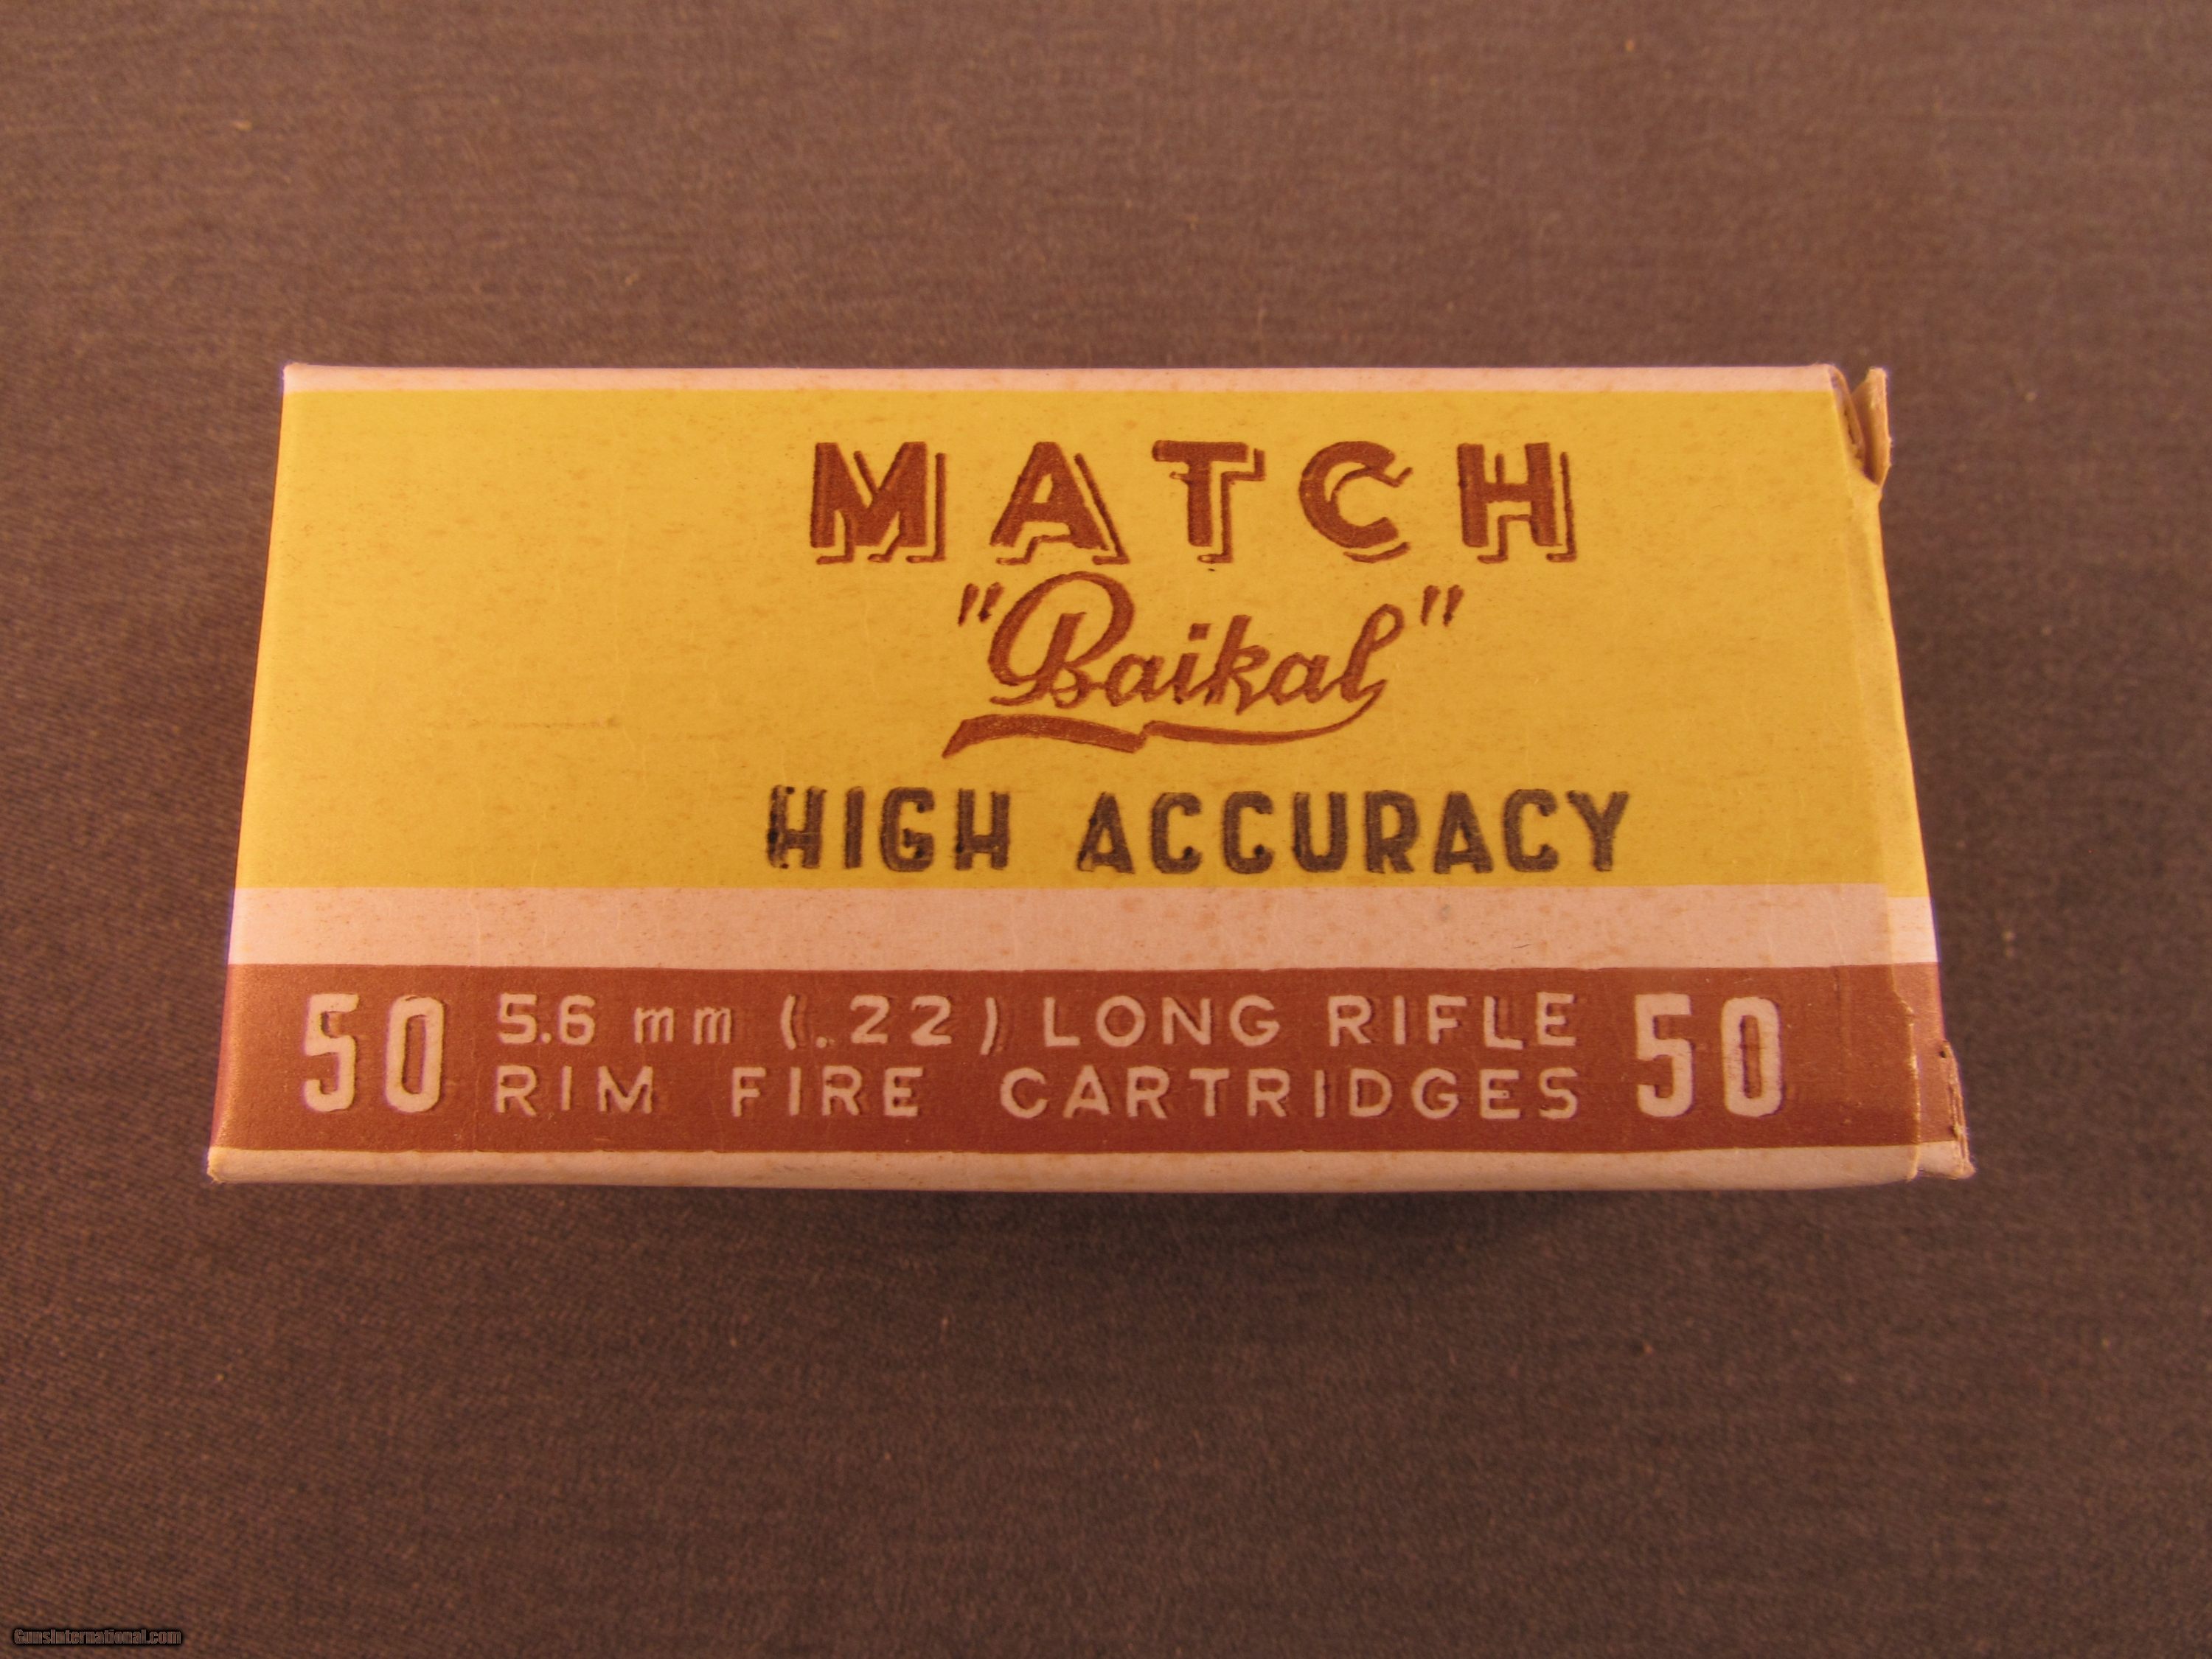 MATCH
"Baikal"
HIGH ACCURACY
50 5.6 mm (.22) LONG RIFLE 50
RIM FIRE CARTRIDGES
GunsInternational.com